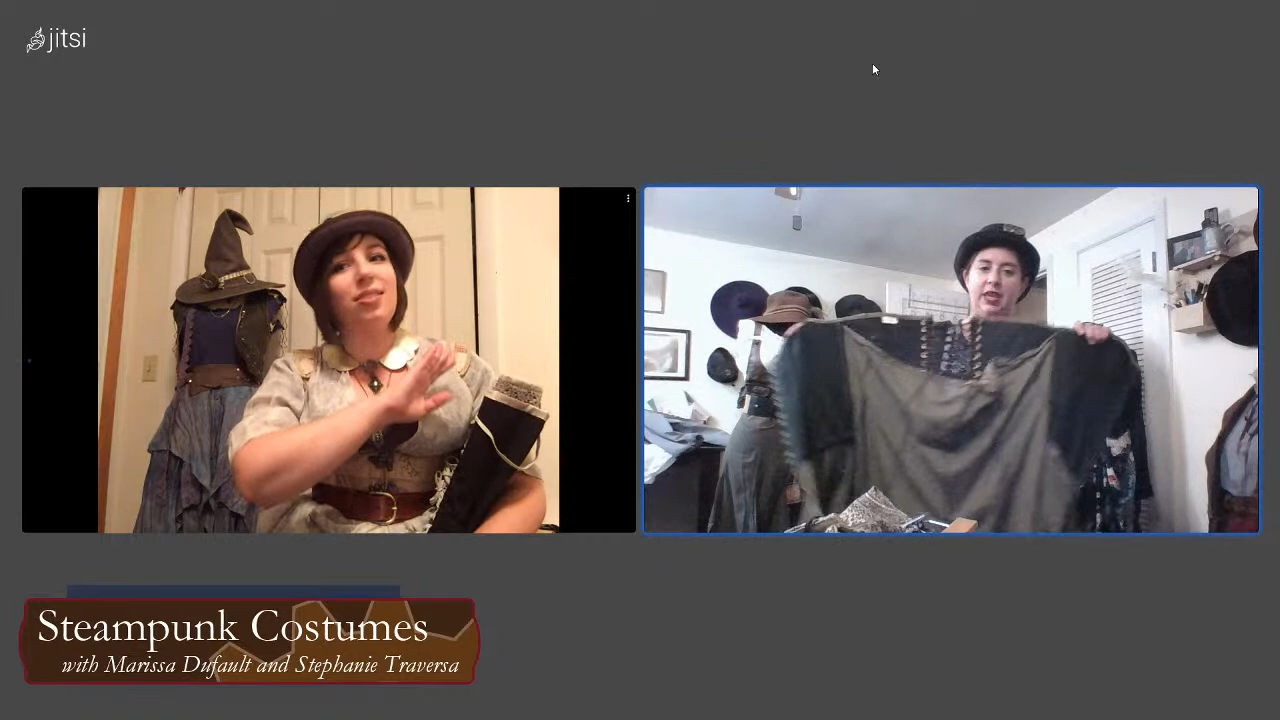 jitsi
Steampunk Costumes
with Marissa Dufault and Stephanie Traversa